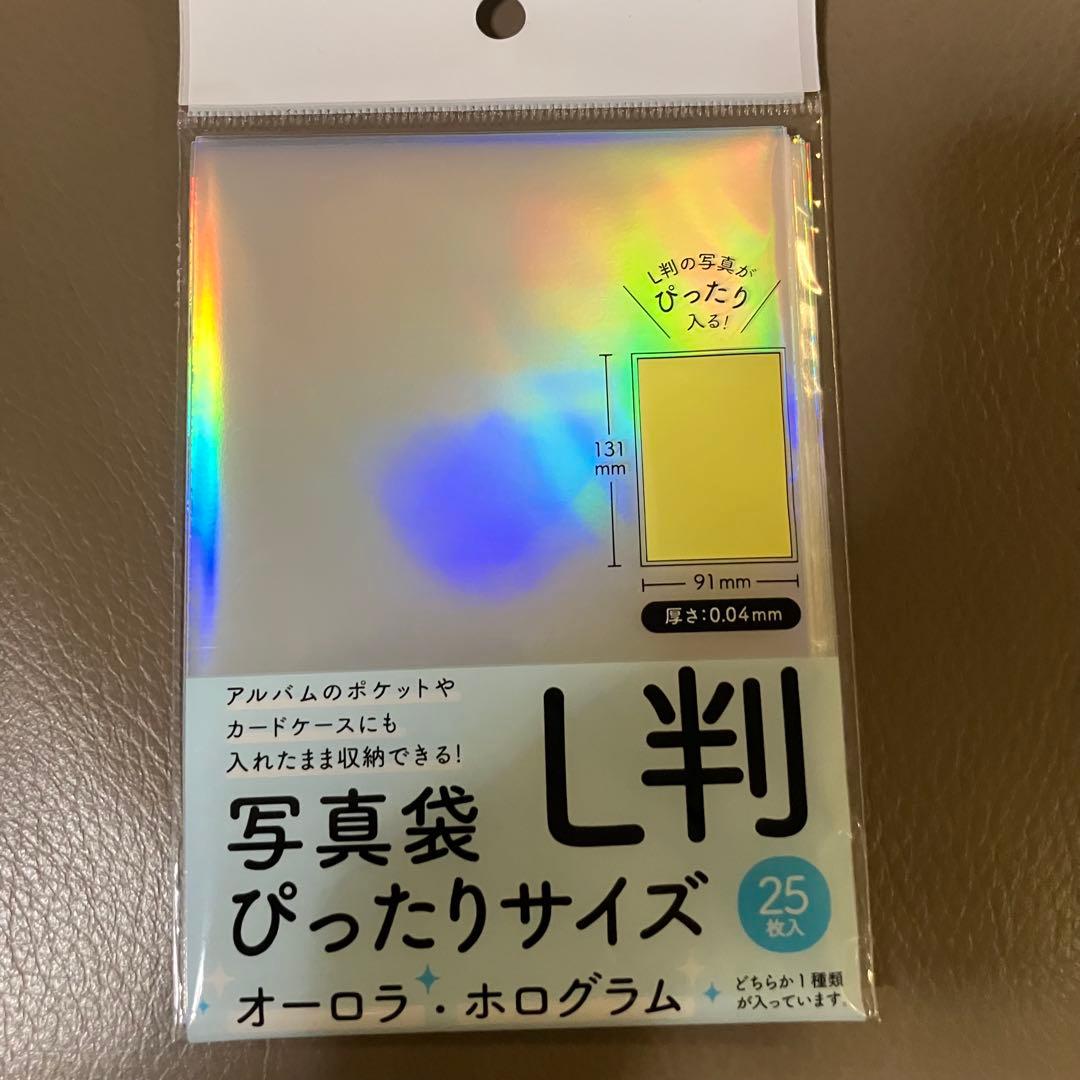 L判の写真が
ぴったり
入る!
131
mm
91mm
厚さ:0.04mm
アルバムのポケットや
カードケースにも
入れたまま収納できる!
L判
写真袋
ぴったりサイズ
25
枚入
オーロラ・ホログラム
どちらか1種類
が入っています。